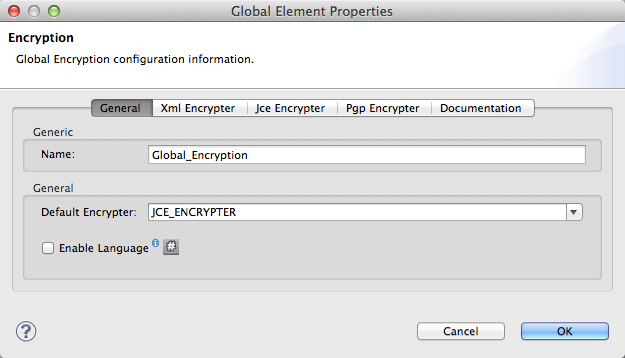 Global Element Properties
Encryption
Global Encryption configuration information.
General Xml Encrypter Jce Encrypter Pgp Encrypter Documentation
Generic
Name: Global_Encryption
General
Default Encrypter: JCE_ENCRYPTER
Enable Language i #
? Cancel OK